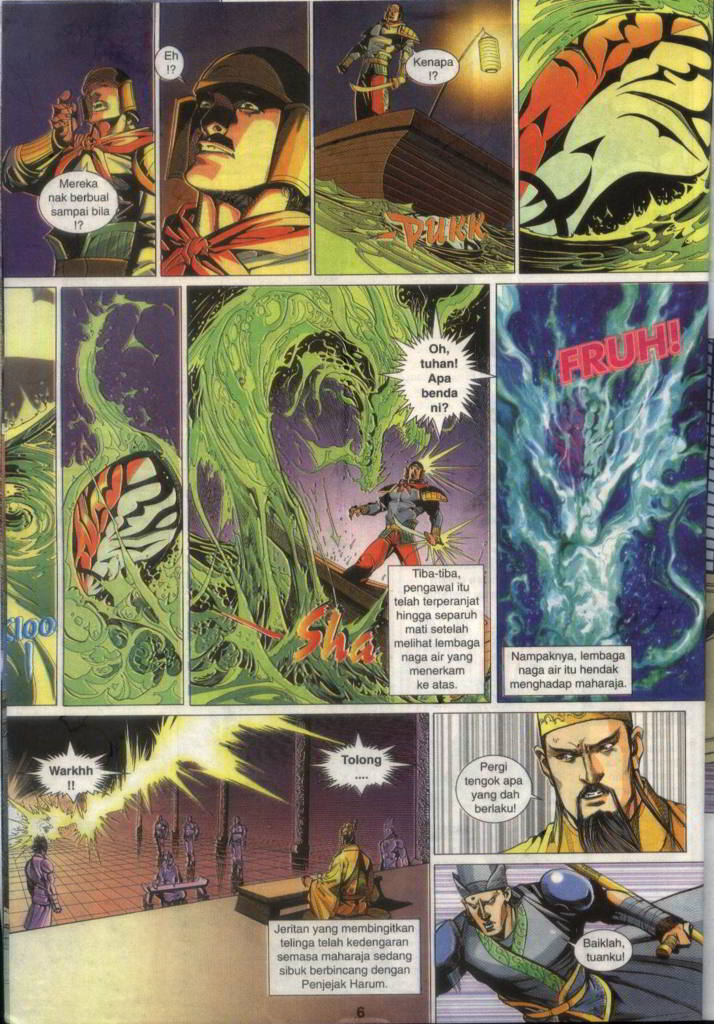 Mereka
nak berbual
sampai bila
!?
Eh
!?
Kenapa
!?
DUKK
Sloo
!
Oh,
tuhan!
Apa
benda
ni?
Sha
Tiba-tiba,
pengawal itu
telah terperanjat
hingga separuh
mati setelah
melihat lembaga
naga air yang
menerkam
ke atas.
FRUH!
Nampaknya, lembaga
naga air itu hendak
menghadap maharaja.
Warkhh
!!
Tolong
....
Jeritan yang membingitkan
telinga telah kedengaran
semasa maharaja sedang
sibuk berbincang dengan
Penjejak Harum.
Pergi
tengok apa
yang dah
berlaku!
Baiklah,
tuanku!
6